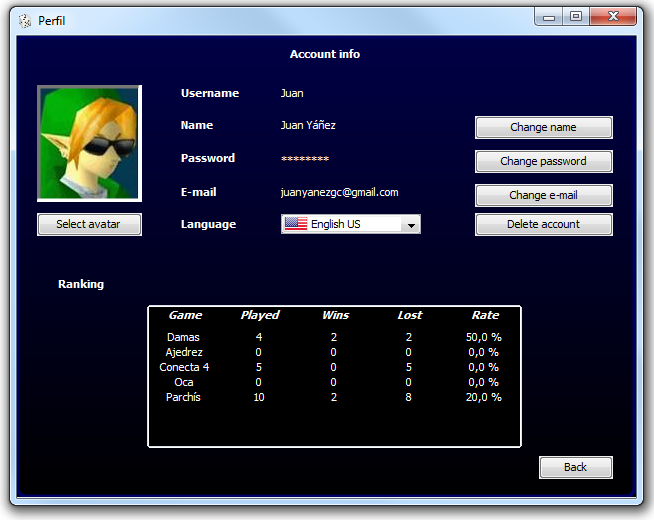 Perfil
Account info
Username Juan
Name Juan Yáñez Change name
Password ******** Change password
E-mail juanyanezgc@gmail.com Change e-mail
Select avatar Language English US Delete account
Ranking
Game Played Wins Lost Rate
Damas 4 2 2 50,0 %
Ajedrez 0 0 0 0,0 %
Conecta 4 5 0 5 0,0 %
Oca 0 0 0 0,0 %
Parchís 10 2 8 20,0 %
Back